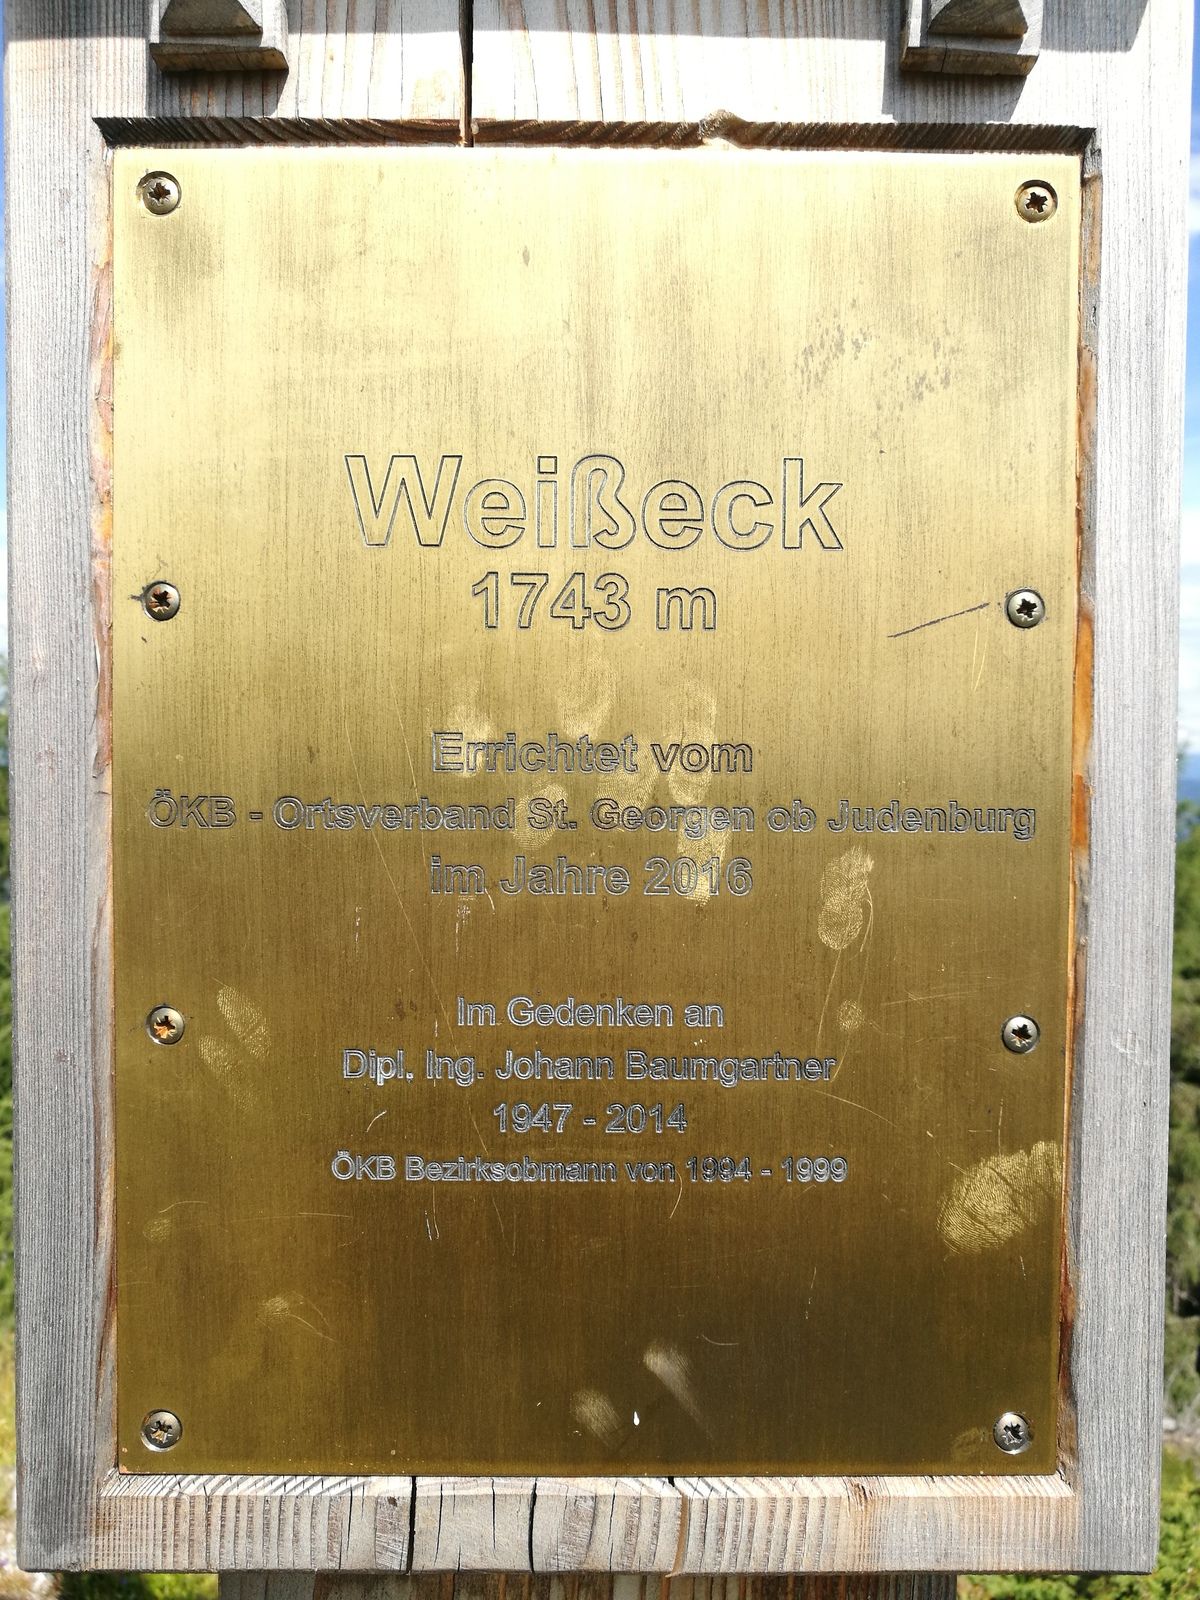 Weißeck
1743 m
Errichtet vom
ÖKB - Ortsverband St. Georgen ob Judenburg
im Jahre 2016
Im Gedenken an
Dipl. Ing. Johann Baumgartner
1947 - 2014
ÖKB Bezirksobmann von 1994 - 1999